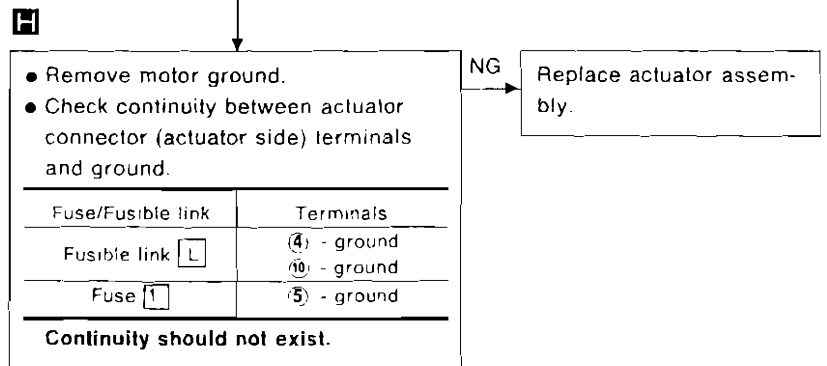 H
● Remove motor ground.
● Check continuity between actuator
connector (actuator side) terminals
and ground.
NG
Replace actuator assem-
bly.
Fuse/Fusible link Terminals
Fusible link L ④ - ground
⑩ - ground
Fuse 1 ⑤ - ground
Continuity should not exist.